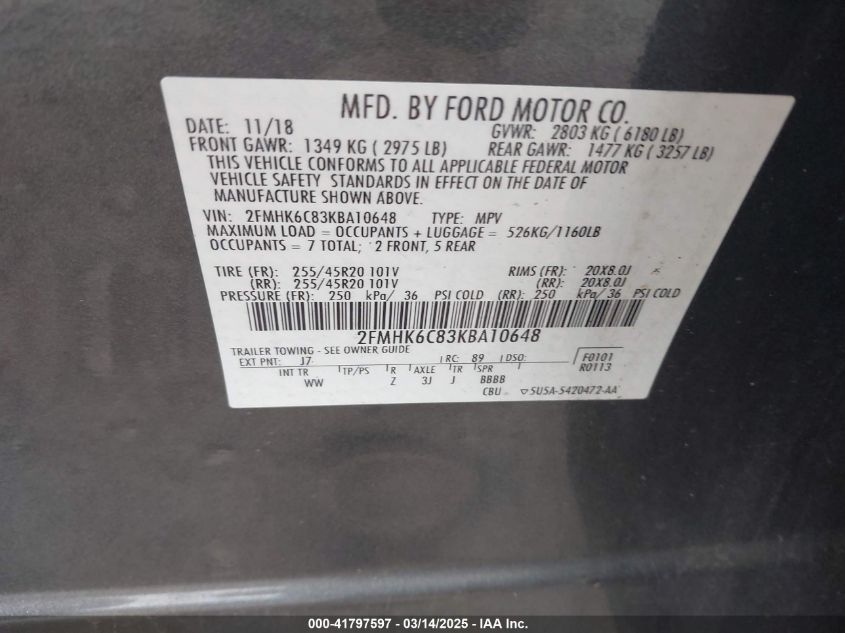 MFD. BY FORD MOTOR CO.
DATE: 11/18 GVWR: 2803 KG ( 6180 LB)
FRONT GAWR: 1349 KG ( 2975 LB) REAR GAWR: 1477 KG ( 3257 LB)
THIS VEHICLE CONFORMS TO ALL APPLICABLE FEDERAL MOTOR
VEHICLE SAFETY STANDARDS IN EFFECT ON THE DATE OF
MANUFACTURE SHOWN ABOVE.
VIN: 2FMHK6C83KBA10648 TYPE: MPV
MAXIMUM LOAD = OCCUPANTS + LUGGAGE = 526KG/1160LB
OCCUPANTS = 7 TOTAL; 2 FRONT, 5 REAR
TIRE (FR): 255/45R20 101V RIMS (FR): 20X8.0J
(RR): 255/45R20 101V (RR): 20X8.0J
PRESSURE (FR): 250 kPa/ 36 PSI COLD (RR): 250 kPa/ 36 PSI COLD
2FMHK6C83KBA10648
TRAILER TOWING - SEE OWNER GUIDE
EXT PNT: J7 RC: 89 DSO: F0101
R0113
INT TR TP/PS R AXLE TR SPR
WW Z 3J J BBBB
CBU 5U5A-5420472-AA
000-41797597 - 03/14/2025 - IAA Inc.